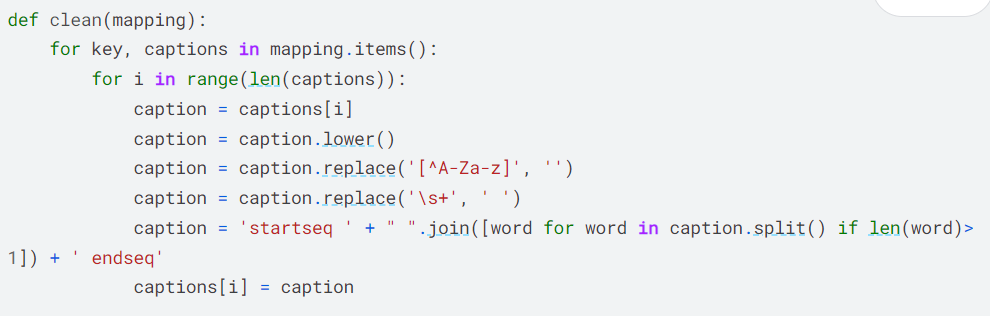 def clean(mapping):
    for key, captions in mapping.items():
        for i in range(len(captions)):
            caption = captions[i]
            caption = caption.lower()
            caption = caption.replace('[^A-Za-z]', '')
            caption = caption.replace('\s+', ' ')
            caption = 'startseq ' + " ".join([word for word in caption.split() if len(word)>
1]) + ' endseq'
            captions[i] = caption